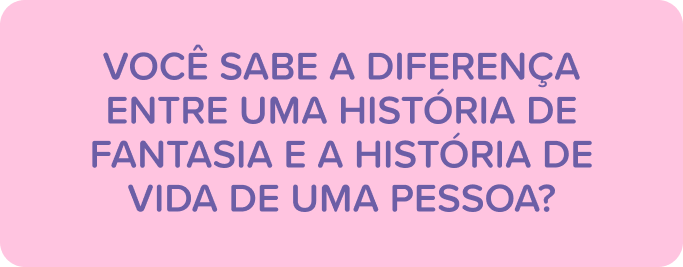 VOCÊ SABE A DIFERENÇA
ENTRE UMA HISTÓRIA DE
FANTASIA E A HISTÓRIA DE
VIDA DE UMA PESSOA?